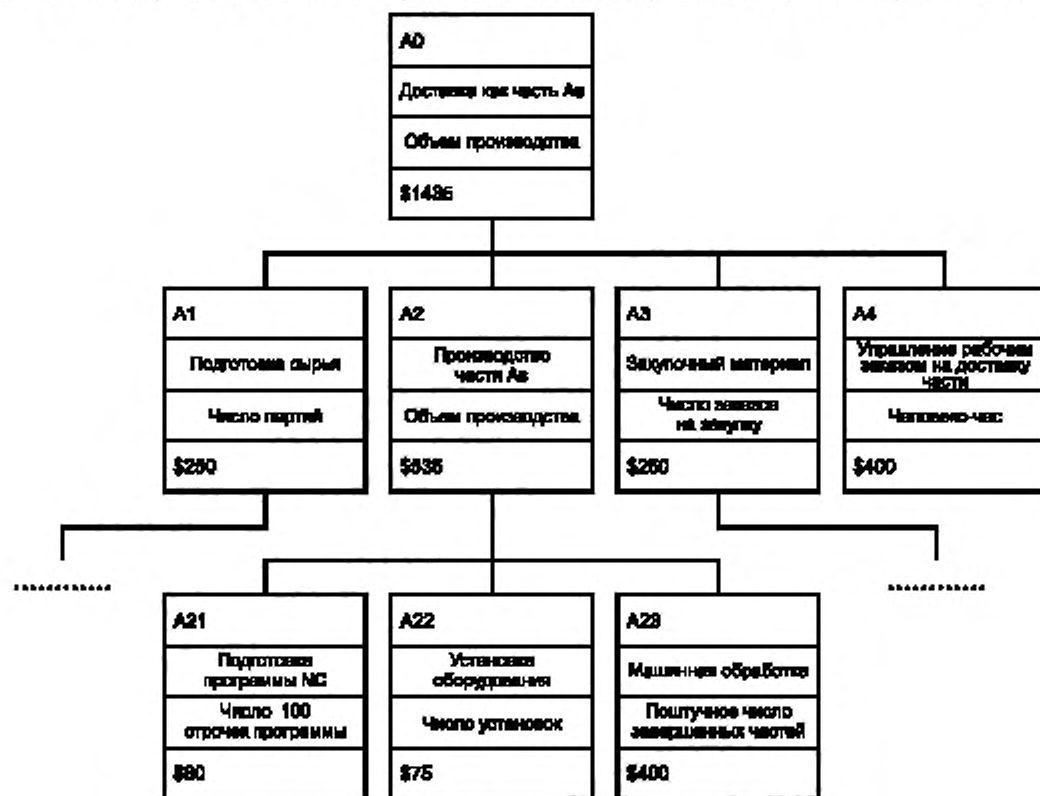 A0
Доставка как часть Aa
Объем производства
$1435
A1
Подготовка сырья
Число партий
$250
A2
Производство
части Aa
Объем производства
$535
A3
Закупочный материал
Число заказов
на закупку
$250
A4
Управление рабочим
заказом на доставку
части
Человеко-час
$400
A21
Подготовка
программы NC
Число 100
строчек программы
A22
Установка
оборудования
Число установок
$75
A23
Машинная обработка
Поштучное число
завершенных частей
$400